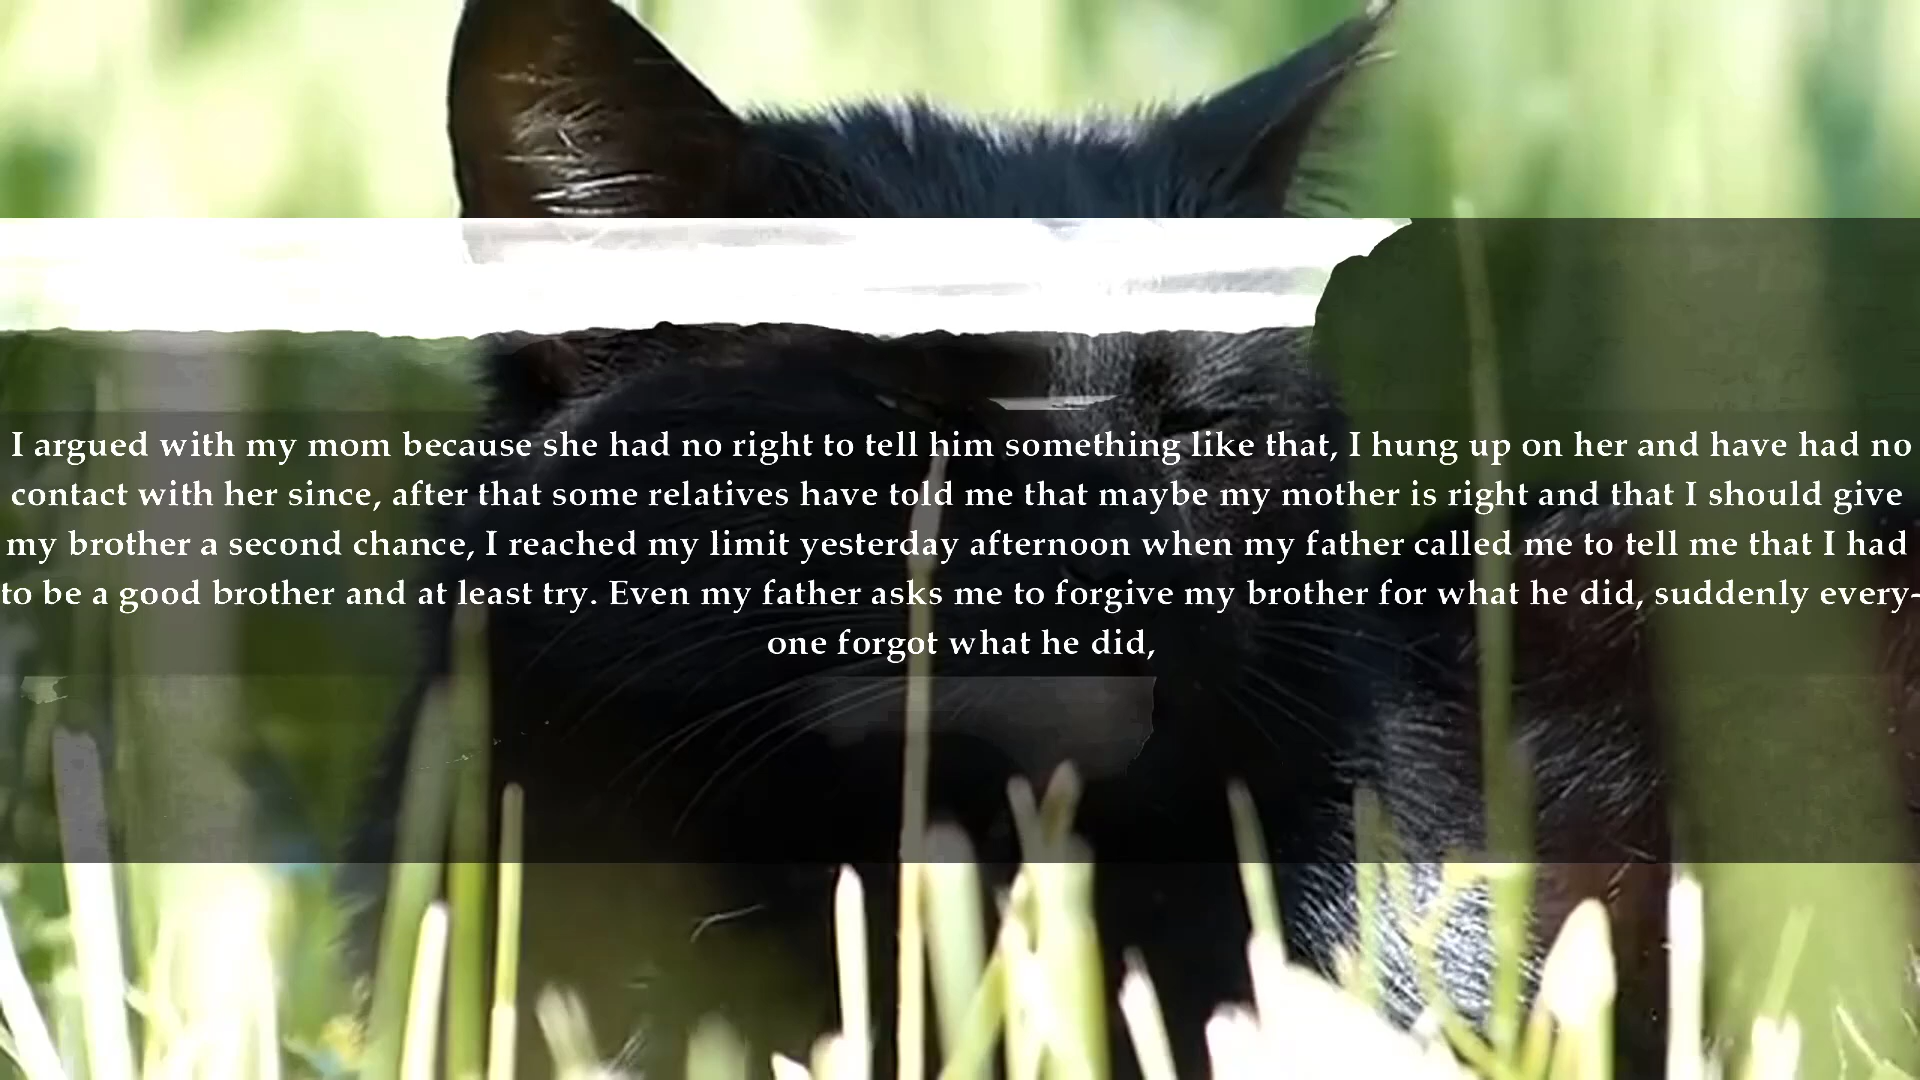 I argued with my mom because she had no right to tell him something like that, I hung up on her and have had no
contact with her since, after that some relatives have told me that maybe my mother is right and that I should give
my brother a second chance, I reached my limit yesterday afternoon when my father called me to tell me that I had
to be a good brother and at least try. Even my father asks me to forgive my brother for what he did, suddenly every-
one forgot what he did,